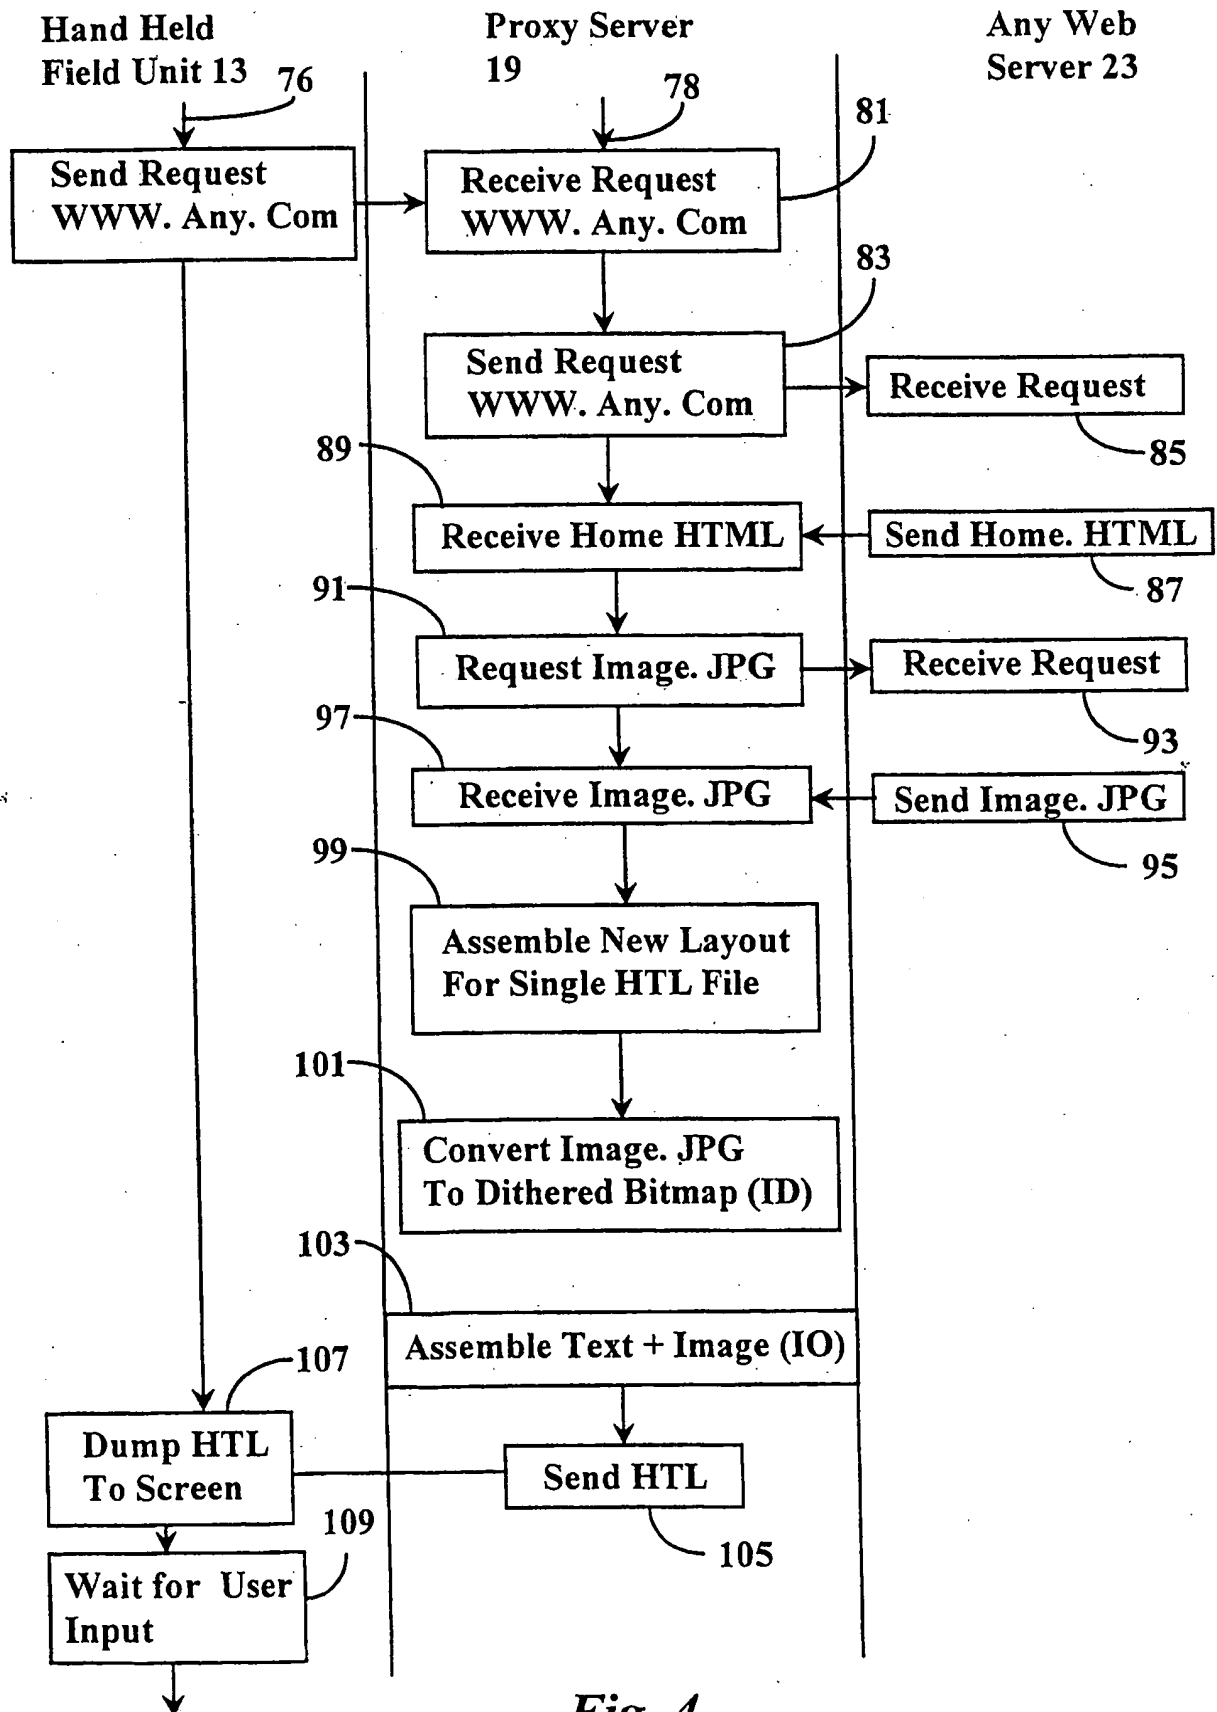 Hand Held
Field Unit 13
76
Proxy Server
19
78
Any Web
Server 23
81
Send Request
WWW. Any. Com
Receive Request
WWW. Any. Com
83
Send Request
WWW. Any. Com
Receive Request
85
89
Receive Home HTML
Send Home. HTML
87
91
Request Image. JPG
Receive Request
93
97
Receive Image. JPG
Send Image. JPG
95
99
Assemble New Layout
For Single HTL File
101
Convert Image. JPG
To Dithered Bitmap (ID)
103
Assemble Text + Image (IO)
107
Dump HTL
To Screen
Send HTL
105
109
Wait for User
Input
Fig. 4